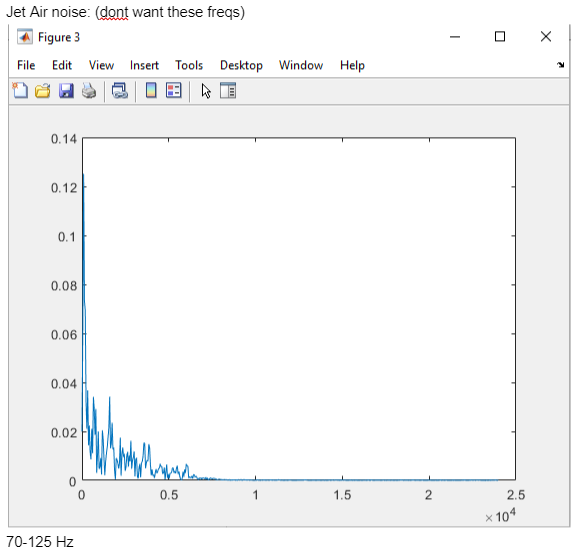 Jet Air noise: (dont want these freqs)
Figure 3
File Edit View Insert Tools Desktop Window Help
0.14
0.12
0.1
0.08
0.06
0.04
0.02
0
0 0.5 1 1.5 2 2.5
× 10⁴
70-125 Hz